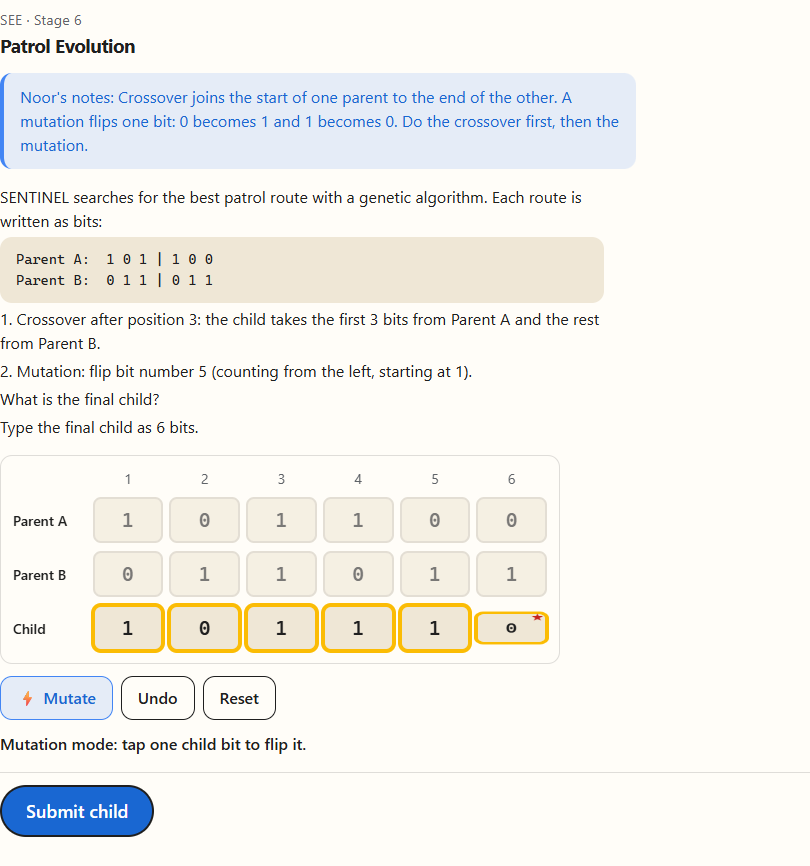 SEE · Stage 6
Patrol Evolution
Noor's notes: Crossover joins the start of one parent to the end of the other. A
mutation flips one bit: 0 becomes 1 and 1 becomes 0. Do the crossover first, then the
mutation.
SENTINEL searches for the best patrol route with a genetic algorithm. Each route is
written as bits:
Parent A:  1 0 1 | 1 0 0
Parent B:  0 1 1 | 0 1 1
1. Crossover after position 3: the child takes the first 3 bits from Parent A and the rest
from Parent B.
2. Mutation: flip bit number 5 (counting from the left, starting at 1).
What is the final child?
Type the final child as 6 bits.
1 2 3 4 5 6
Parent A 1 0 1 1 0 0
Parent B 0 1 1 0 1 1
Child 1 0 1 1 1 0
Mutate Undo Reset
Mutation mode: tap one child bit to flip it.
Submit child